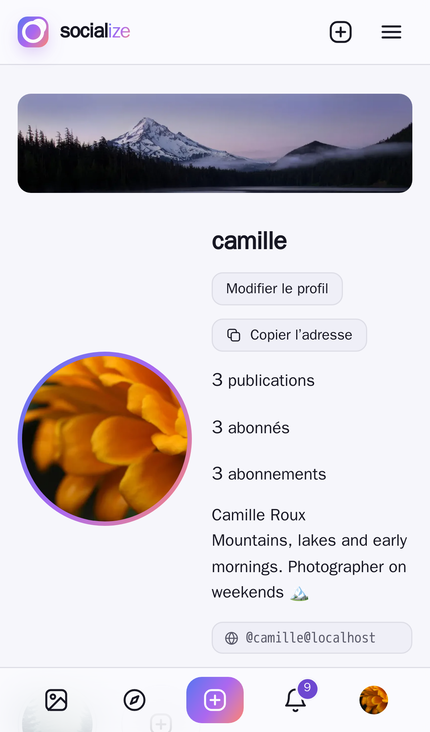 socialize
camille
Modifier le profil
Copier l'adresse
3 publications
3 abonnés
3 abonnements
Camille Roux
Mountains, lakes and early
mornings. Photographer on
weekends 🏔️
@camille@localhost
9